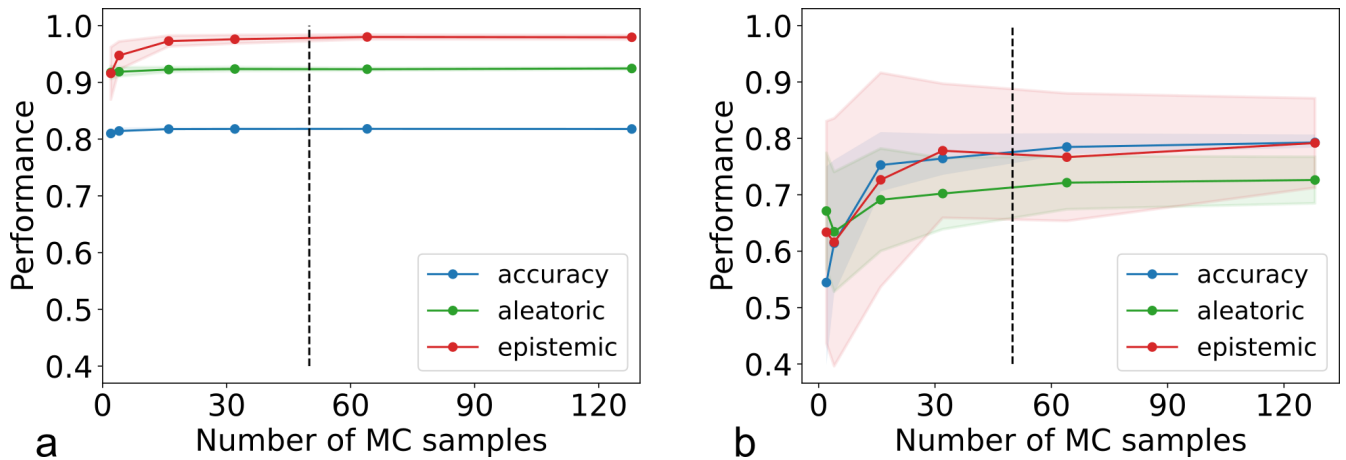 1.0
0.9
0.8
0.7
0.6
0.5
0.4
Performance
0 30 60 90 120
Number of MC samples
accuracy
aleatoric
epistemic
a
1.0
0.9
0.8
0.7
0.6
0.5
0.4
Performance
0 30 60 90 120
Number of MC samples
accuracy
aleatoric
epistemic
b